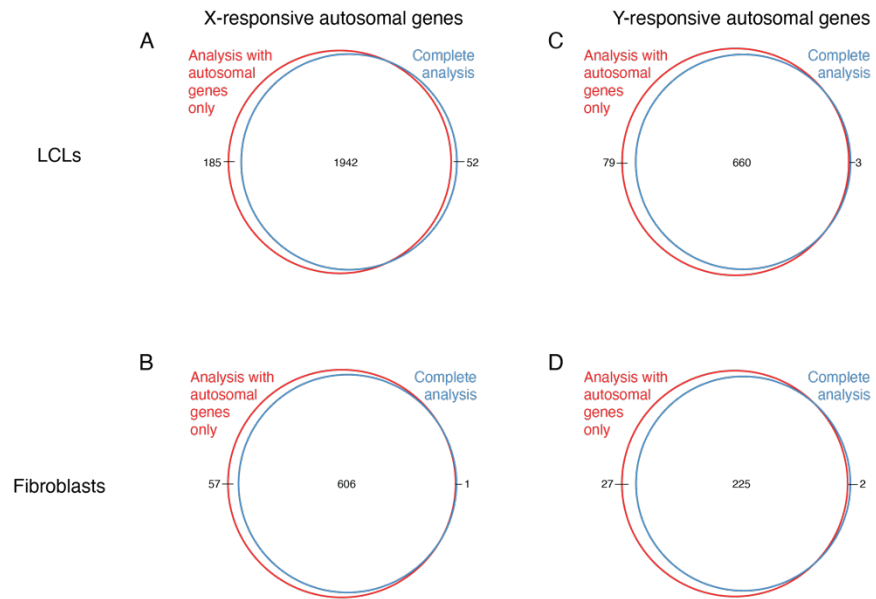 X-responsive autosomal genes
Y-responsive autosomal genes
A
Analysis with
autosomal
genes
only
Complete
analysis
185
1942
52
C
Analysis with
autosomal
genes
only
Complete
analysis
79
660
3
LCLs
B
Analysis with
autosomal
genes
only
Complete
analysis
57
606
1
D
Analysis with
autosomal
genes
only
Complete
analysis
27
225
2
Fibroblasts